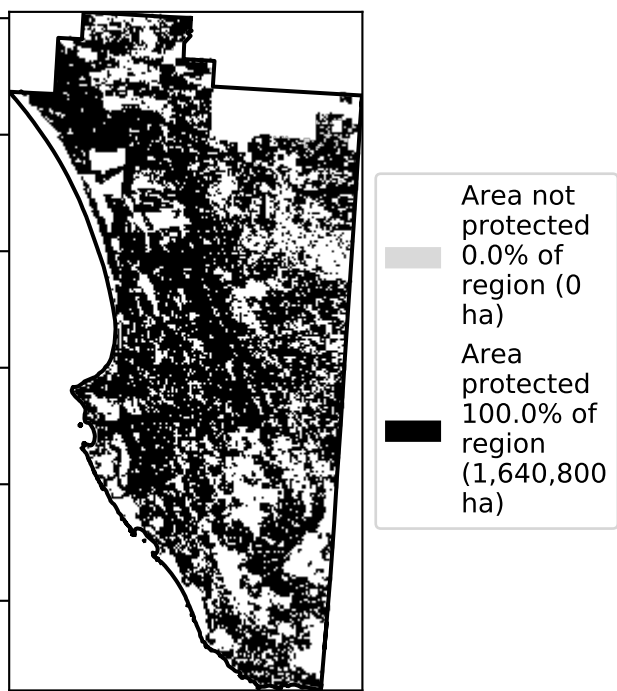 Area not
protected
0.0% of
region (0
ha)
Area
protected
100.0% of
region
(1,640,800
ha)